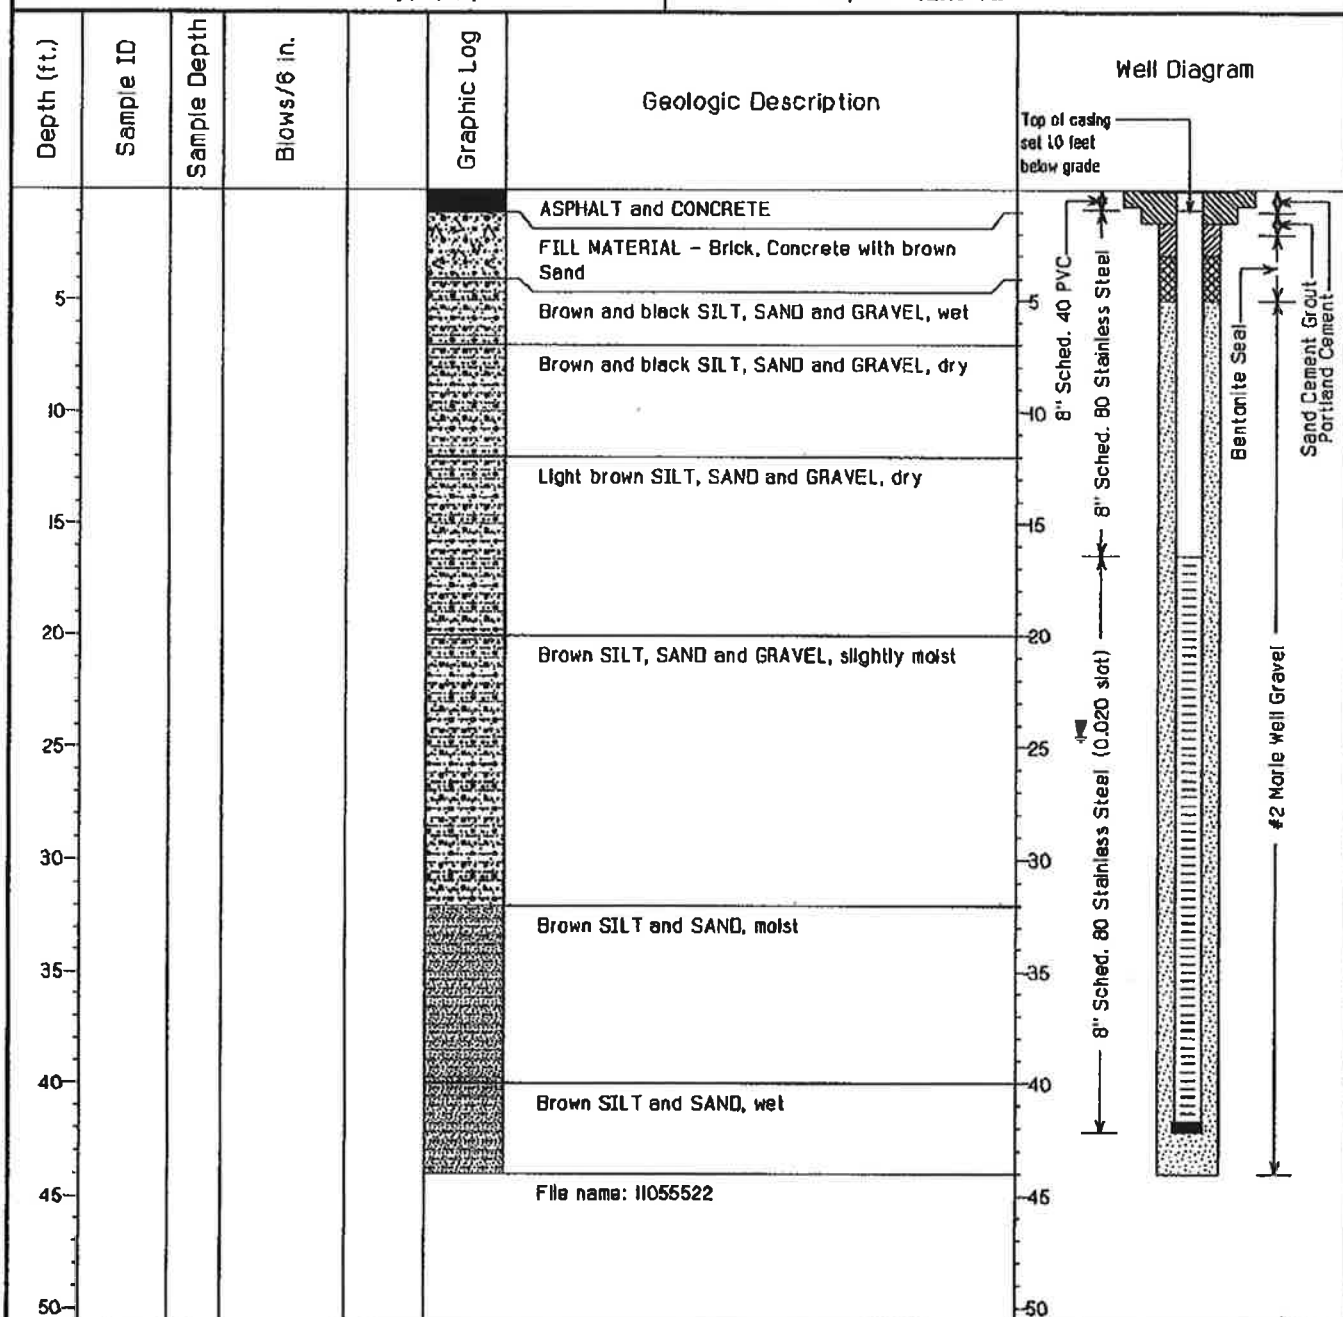 Depth (ft.)
Sample ID
Sample Depth
Blows/6 in.
Graphic Log
Geologic Description
Well Diagram
Top of casing
set 1.0 feet
below grade
ASPHALT and CONCRETE
FILL MATERIAL - Brick, Concrete with brown
Sand
Brown and black SILT, SAND and GRAVEL, wet
Brown and black SILT, SAND and GRAVEL, dry
Light brown SILT, SAND and GRAVEL, dry
Brown SILT, SAND and GRAVEL, slightly moist
Brown SILT and SAND, moist
Brown SILT and SAND, wet
File name: 11055522
5
10
15
20
25
30
35
40
45
50
5
10
15
20
25
30
35
40
45
50
8" Sched. 40 PVC
8" Sched. 80 Stainless Steel
8" Sched. 80 Stainless Steel (0.020 slot)
Bentonite Seal
#2 Morie Well Gravel
Sand Cement Grout
Portland Cement